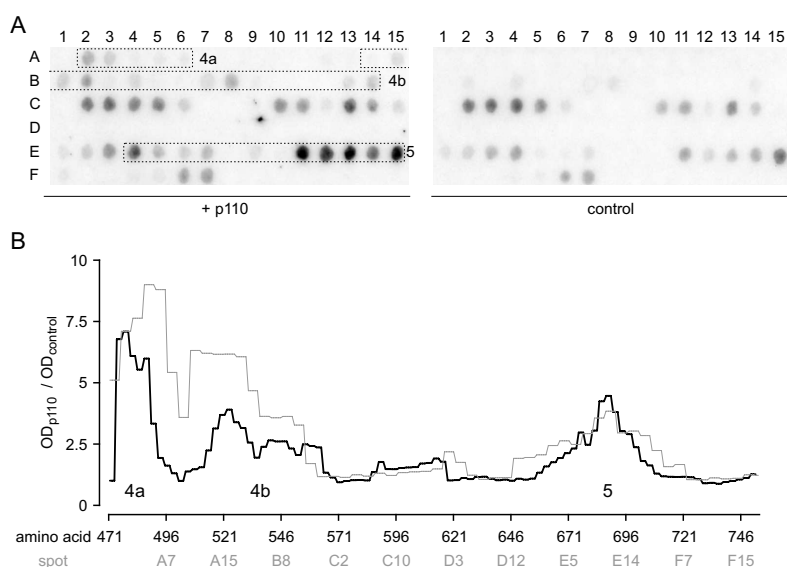 A
1 2 3 4 5 6 7 8 9 10 11 12 13 14 15 1 2 3 4 5 6 7 8 9 10 11 12 13 14 15
A 4a
B 4b
C
D
E 5
F
+ p110 control
B
10
7.5
5
2.5
0
OD p110 / OD control
4a 4b 5
amino acid 471 496 521 546 571 596 621 646 671 696 721 746
spot A7 A15 B8 C2 C10 D3 D12 E5 E14 F7 F15